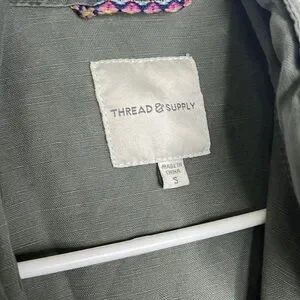 THREAD & SUPPLY
MADE IN
CHINA
S